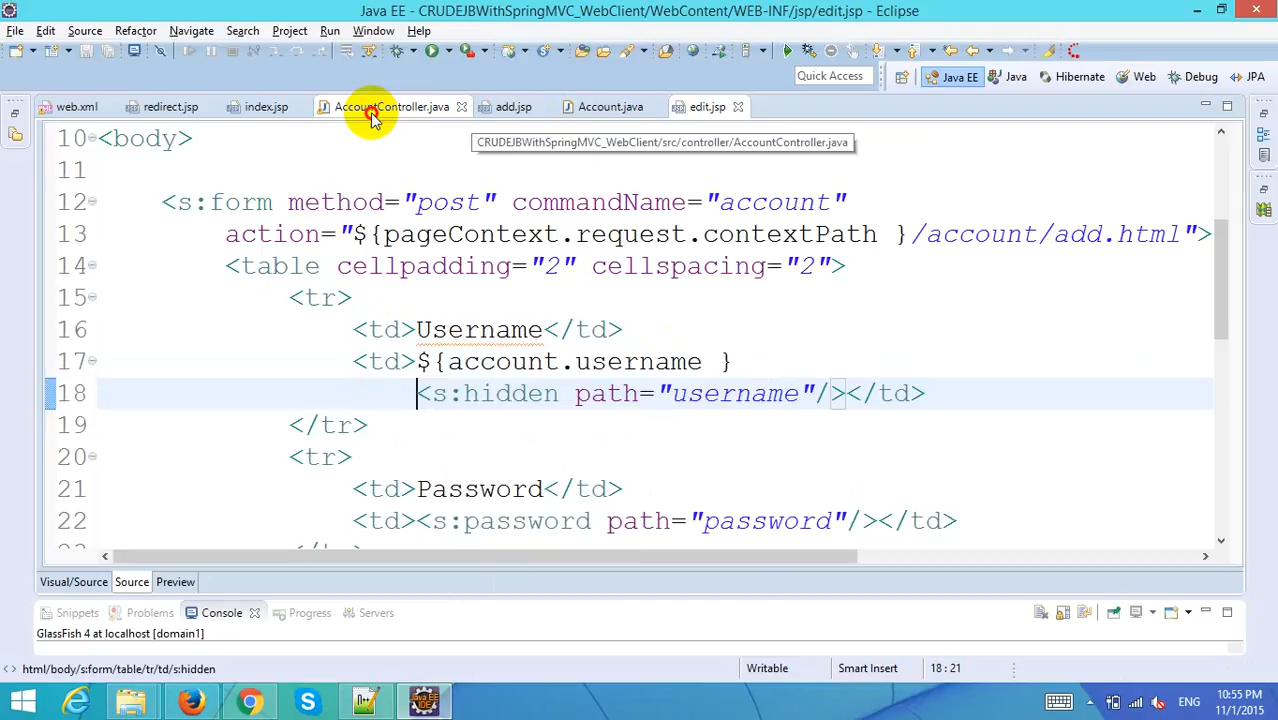 Java EE - CRUDEJBWithSpringMVC_WebClient/WebContent/WEB-INF/jsp/edit.jsp - Eclipse
File Edit Source Refactor Navigate Search Project Run Window Help
Quick Access Java EE Java Hibernate Web Debug JPA
web.xml redirect.jsp index.jsp AccountController.java add.jsp Account.java edit.jsp
CRUDEJBWithSpringMVC_WebClient/src/controller/AccountController.java
10 <body>
11
12 <s:form method="post" commandName="account"
13 action="${pageContext.request.contextPath }/account/add.html">
14 <table cellpadding="2" cellspacing="2">
15 <tr>
16 <td>Username</td>
17 <td>${account.username }
18 <s:hidden path="username"/></td>
19 </tr>
20 <tr>
21 <td>Password</td>
22 <td><s:password path="password"/></td>
Visual/Source Source Preview
Snippets Problems Console Progress Servers
GlassFish 4 at localhost [domain1]
html/body/s:form/table/tr/td/s:hidden Writable Smart Insert 18 : 21
ENG 10:55 PM
11/1/2015